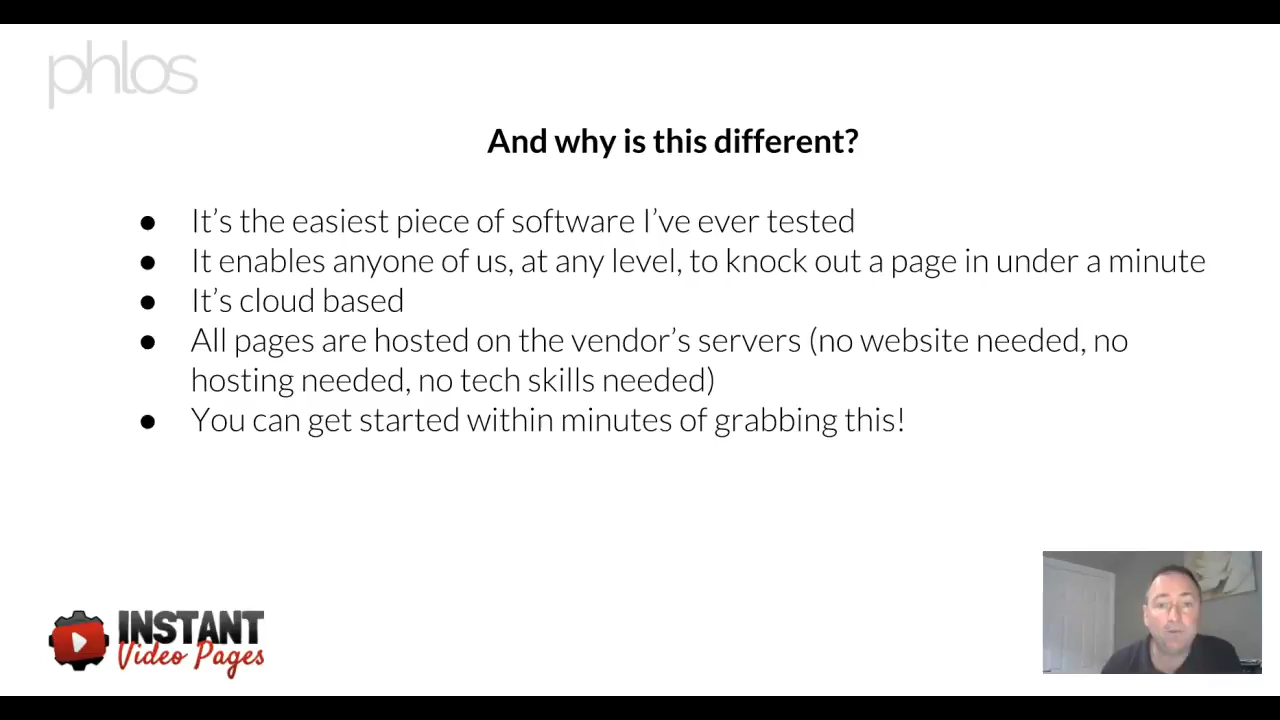 phlos
And why is this different?
● It’s the easiest piece of software I’ve ever tested
● It enables anyone of us, at any level, to knock out a page in under a minute
● It’s cloud based
● All pages are hosted on the vendor’s servers (no website needed, no
hosting needed, no tech skills needed)
● You can get started within minutes of grabbing this!
INSTANT
Video Pages